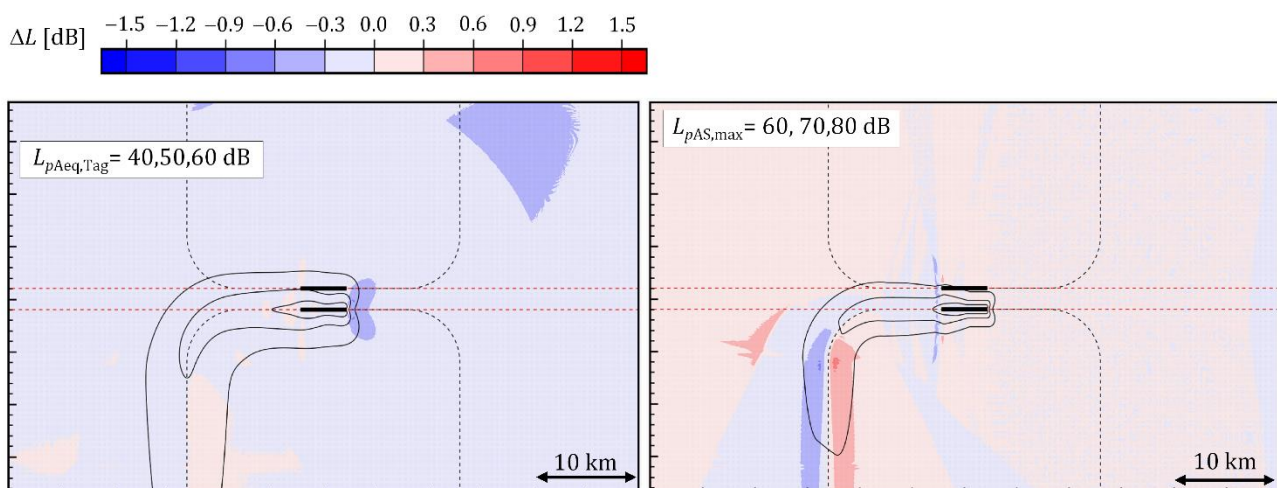 ΔL [dB]
−1.5 −1.2 −0.9 −0.6 −0.3 0.0 0.3 0.6 0.9 1.2 1.5
LpAeq,Tag= 40,50,60 dB
LpAS,max= 60, 70,80 dB
10 km
10 km